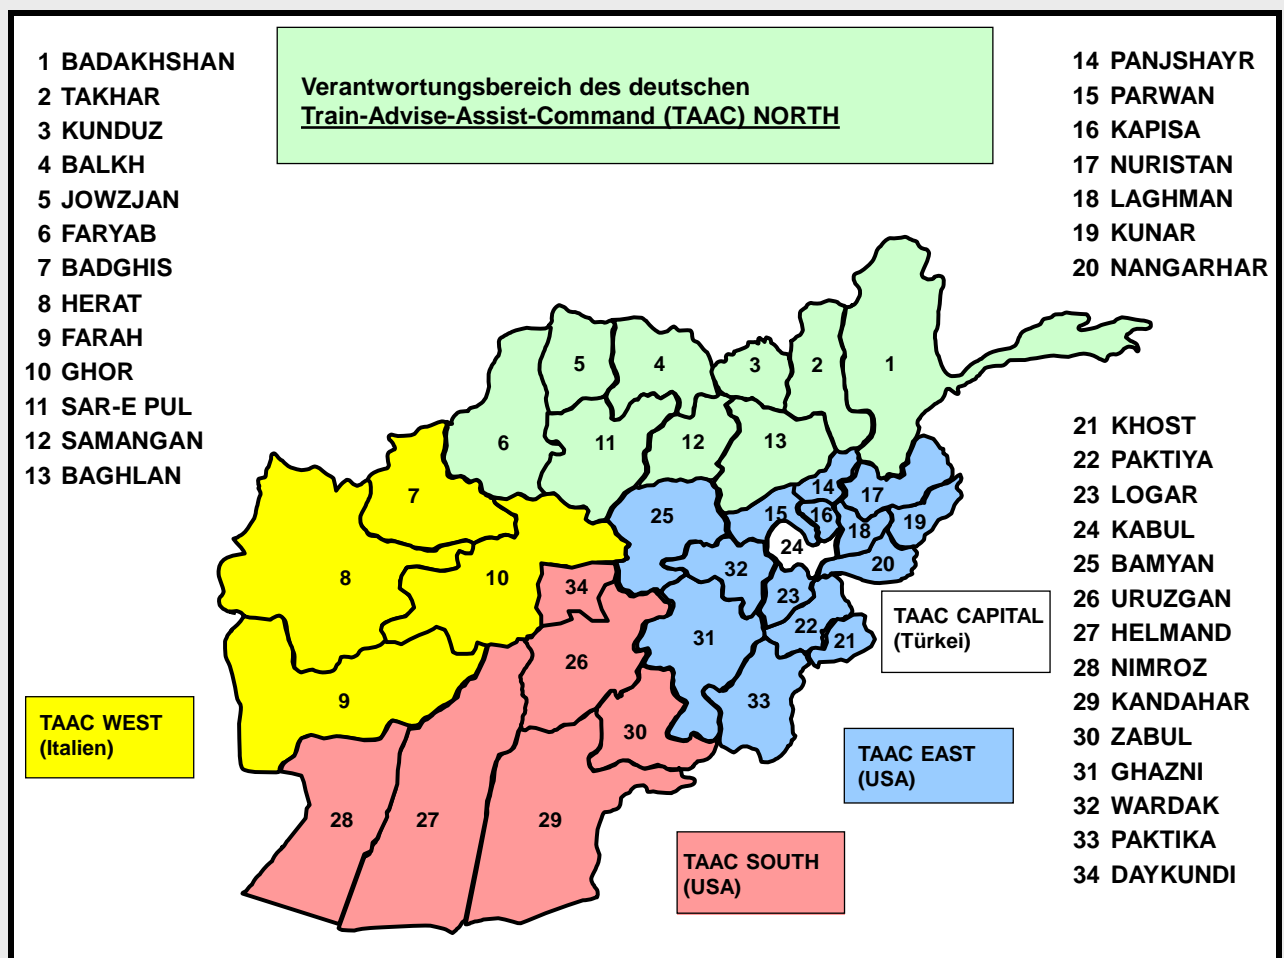 1 BADAKHSHAN
2 TAKHAR
3 KUNDUZ
4 BALKH
5 JOWZJAN
6 FARYAB
7 BADGHIS
8 HERAT
9 FARAH
10 GHOR
11 SAR-E PUL
12 SAMANGAN
13 BAGHLAN
Verantwortungsbereich des deutschen
Train-Advise-Assist-Command (TAAC) NORTH
14 PANJSHAYR
15 PARWAN
16 KAPISA
17 NURISTAN
18 LAGHMAN
19 KUNAR
20 NANGARHAR
21 KHOST
22 PAKTIYA
23 LOGAR
24 KABUL
25 BAMYAN
26 URUZGAN
27 HELMAND
28 NIMROZ
29 KANDAHAR
30 ZABUL
31 GHAZNI
32 WARDAK
33 PAKTIKA
34 DAYKUNDI
5
4
3
2
1
6
11
12
13
7
14
17
25
15
16
18
19
24
20
8
10
34
32
23
22
21
26
31
9
33
30
28
27
29
TAAC CAPITAL
(Türkei)
TAAC WEST
(Italien)
TAAC EAST
(USA)
TAAC SOUTH
(USA)